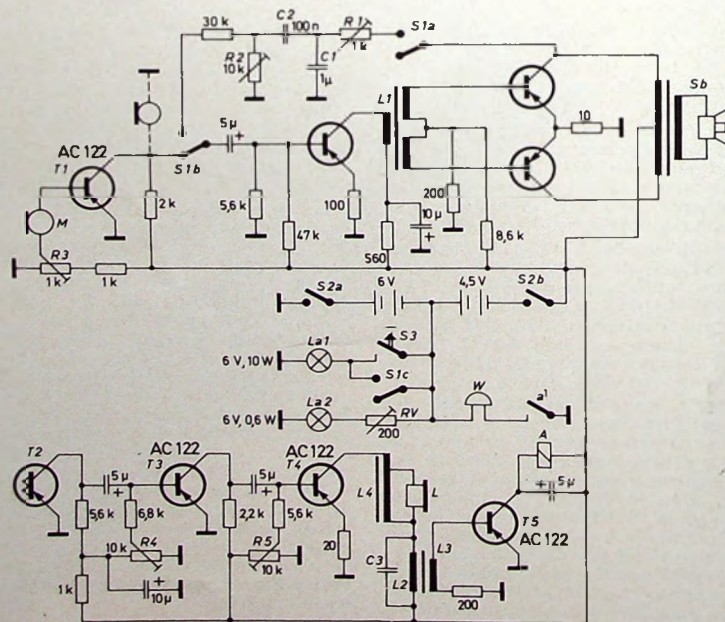 30 k
C2
100 n
R1
1k
S1a
R2
10 k
C1
1µ
L1
Sb
10
5µ
+
S1b
AC 122
T1
M
2 k
5,6 k
47 k
100
10µ
+
200
560
8,6 k
R3
1 k
1 k
S2a
6 V
4,5 V
S2b
La1
S3
6 V, 10 W
S1c
La2
6 V, 0,6 W
RV
200
W
a1
A
T2
5µ
+
AC 122
T3
5µ
+
AC 122
T4
L4
L
+
5µ
T5
AC 122
5,6 k
6,8 k
2,2 k
5,6 k
10 k
R4
R5
10 k
20
C3
L2
L3
200
1 k
+
10µ